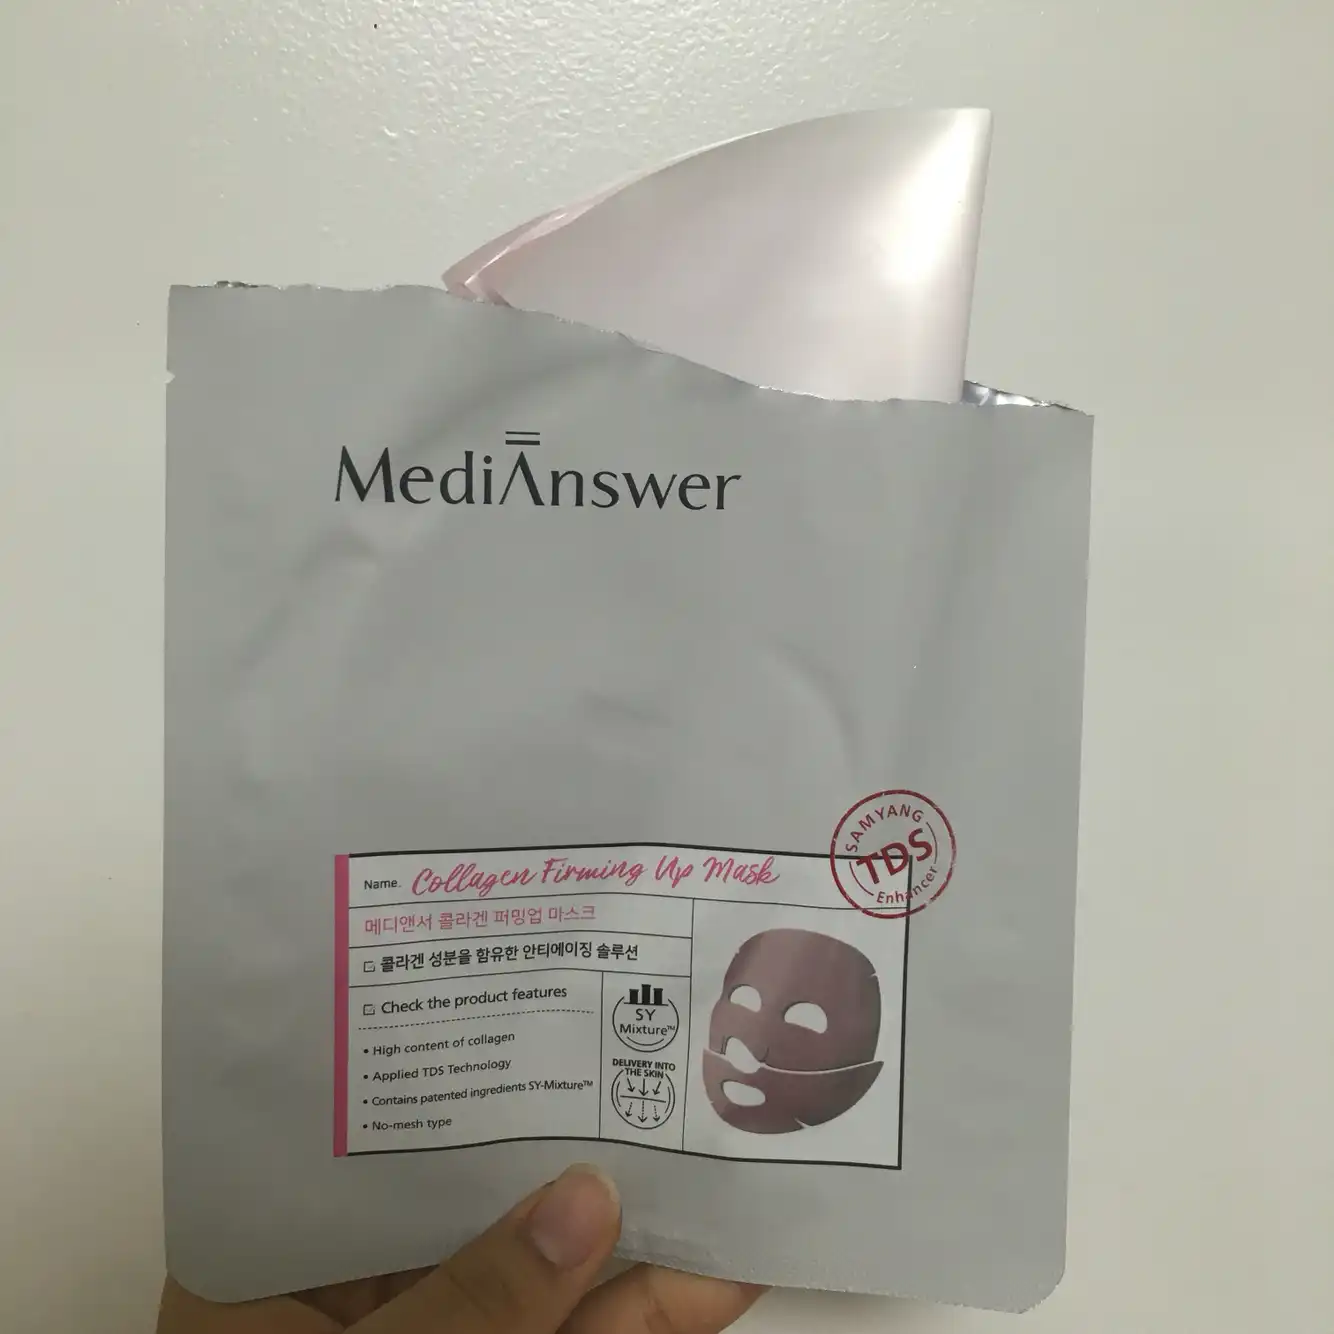 MediAnswer
SAMYANG
TDS
Enhancer
Name. Collagen Firming Up Mask
메디앤서 콜라겐 퍼밍업 마스크
콜라겐 성분을 함유한 안티에이징 솔루션
Check the product features
• High content of collagen
• Applied TDS Technology
• Contains patented ingredients SY-Mixture™
• No-mesh type
SY
Mixture™
DELIVERY INTO
THE SKIN